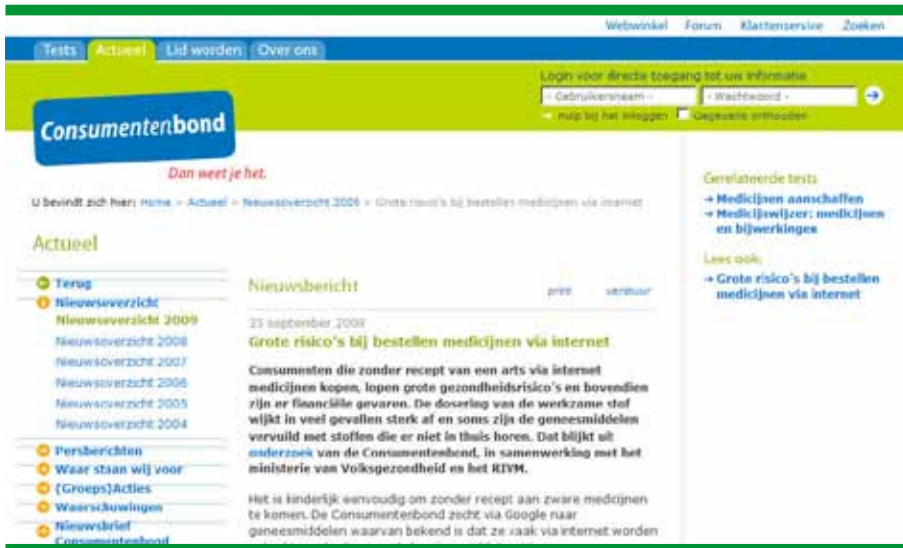 Webwinkel Forum Klantenservice Zoeken
Tests Actueel Lid worden Over ons
Login voor directe toegang tot uw informatie
- Gebruikersnaam - - Wachtwoord -
Hulp bij het inloggen Gegevens onthouden
Consumentenbond
Dan weet je het.
U bevindt zich hier: Home > Actueel > Nieuwsoverzicht 2009 > Grote risico's bij bestellen medicijnen via internet
Actueel
Terug
Nieuwsoverzicht
Nieuwsoverzicht 2009
Nieuwsoverzicht 2008
Nieuwsoverzicht 2007
Nieuwsoverzicht 2006
Nieuwsoverzicht 2005
Nieuwsoverzicht 2004
Persberichten
Waar staan wij voor
(Groeps)Acties
Waarschuwingen
Nieuwsbrief
Consumentenbond
Nieuwsbericht print verstuur
25 september 2009
Grote risico's bij bestellen medicijnen via internet
Consumenten die zonder recept van een arts via internet
medicijnen kopen, lopen grote gezondheidsrisico's en bovendien
zijn er financiële gevaren. De dosering van de werkzame stof
wijkt in veel gevallen sterk af en soms zijn de geneesmiddelen
vervuild met stoffen die er niet in thuis horen. Dat blijkt uit
onderzoek van de Consumentenbond, in samenwerking met het
ministerie van Volksgezondheid en het RIVM.
Het is kinderlijk eenvoudig om zonder recept aan zware medicijnen
te komen. De Consumentenbond zocht via Google naar
geneesmiddelen waarvan bekend is dat ze vaak via internet worden
Gerelateerde tests
Medicijnen aanschaffen
Medicijnwijzer: medicijnen
en bijwerkingen
Lees ook:
Grote risico's bij bestellen
medicijnen via internet